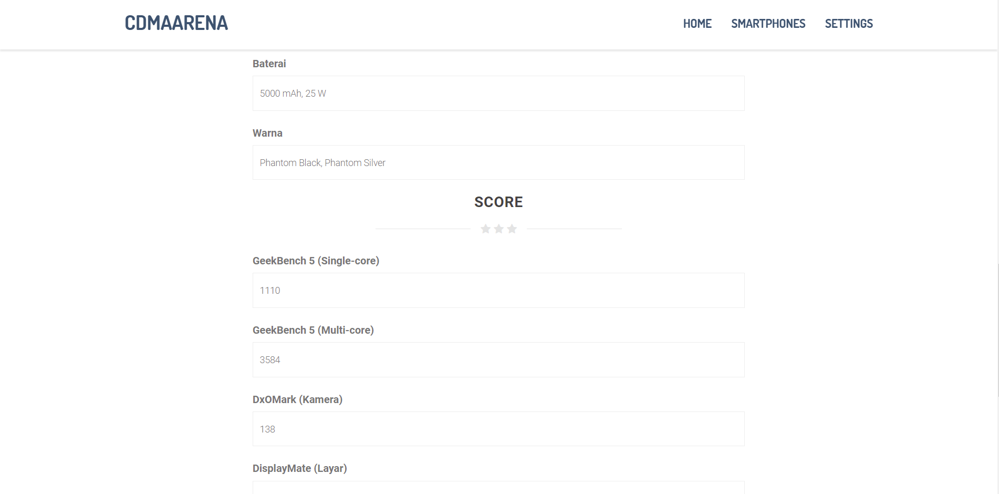 CDMAARENA
HOME SMARTPHONES SETTINGS
Baterai
5000 mAh, 25 W
Warna
Phantom Black, Phantom Silver
SCORE
GeekBench 5 (Single-core)
1110
GeekBench 5 (Multi-core)
3584
DxOMark (Kamera)
138
DisplayMate (Layar)